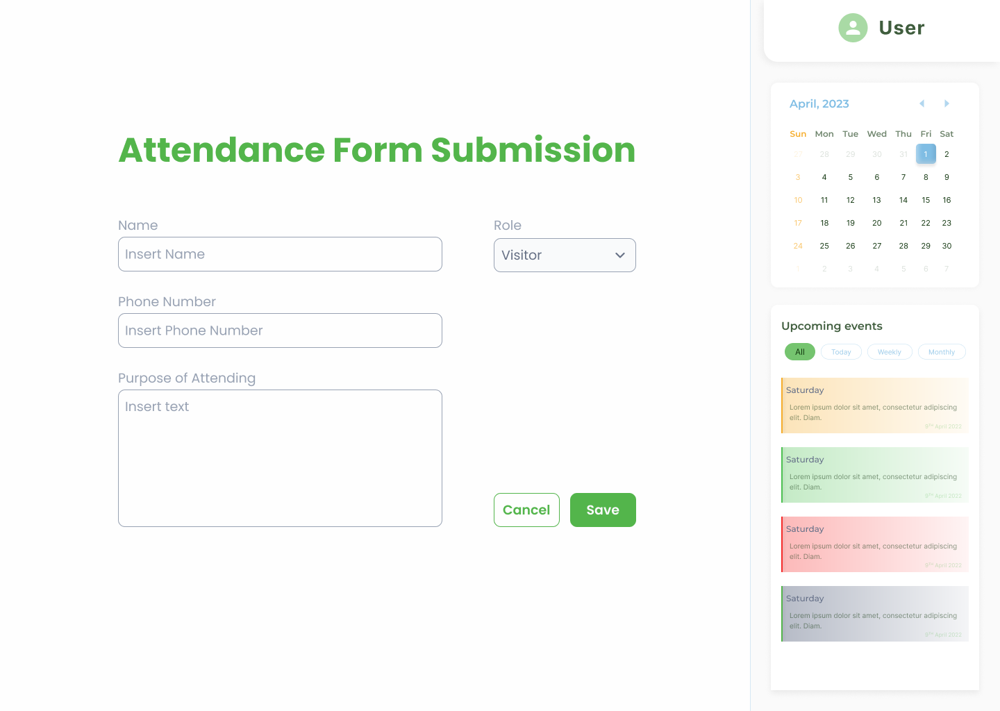 User
Attendance Form Submission
Name
Insert Name
Role
Visitor
Phone Number
Insert Phone Number
Purpose of Attending
Insert text
Cancel Save
April, 2023
Sun Mon Tue Wed Thu Fri Sat
27 28 29 30 31 1 2
3 4 5 6 7 8 9
10 11 12 13 14 15 16
17 18 19 20 21 22 23
24 25 26 27 28 29 30
1 2 3 4 5 6 7
Upcoming events
All Today Weekly Monthly
Saturday
Lorem ipsum dolor sit amet, consectetur adipiscing
elit. Diam.
9TH April 2022
Saturday
Lorem ipsum dolor sit amet, consectetur adipiscing
elit. Diam.
9TH April 2022
Saturday
Lorem ipsum dolor sit amet, consectetur adipiscing
elit. Diam.
9TH April 2022
Saturday
Lorem ipsum dolor sit amet, consectetur adipiscing
elit. Diam.
9TH April 2022